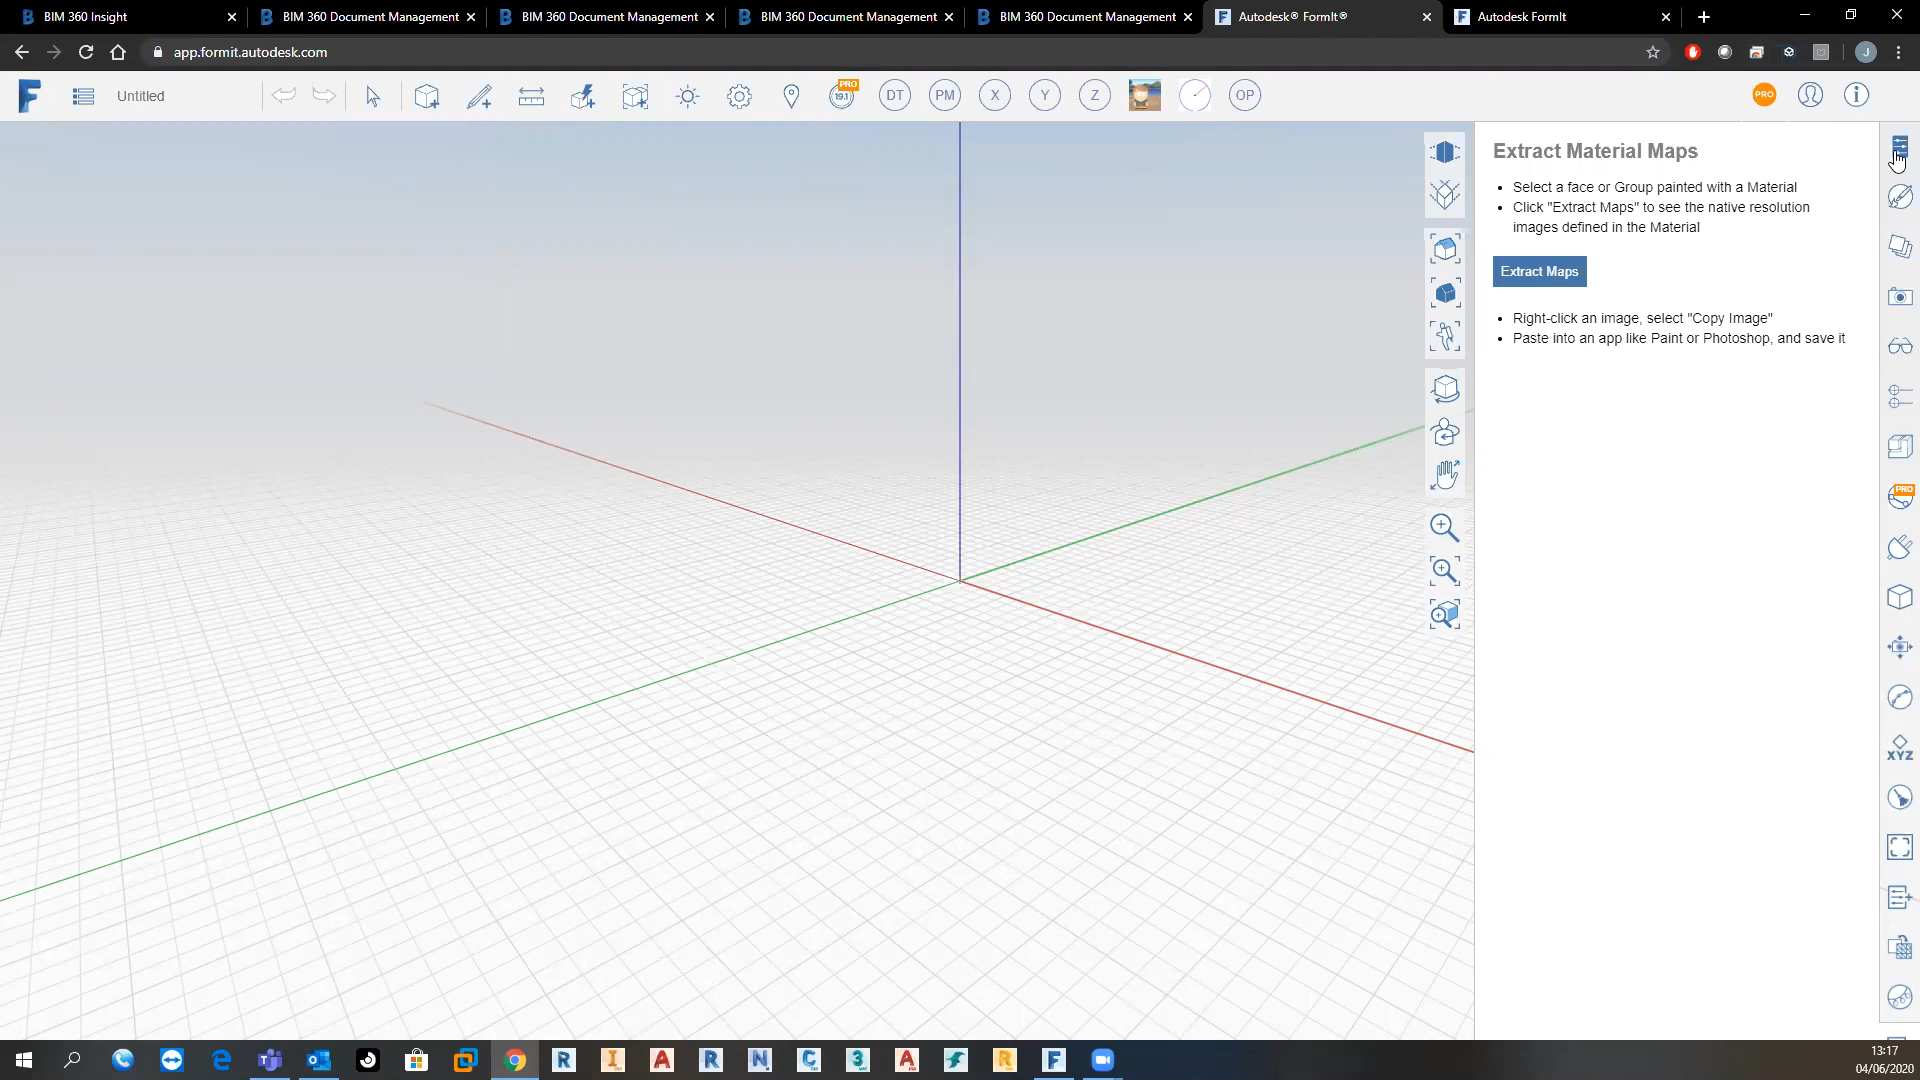 BIM 360 Insight
BIM 360 Document Management
BIM 360 Document Management
BIM 360 Document Management
BIM 360 Document Management
Autodesk® FormIt®
Autodesk FormIt
app.formit.autodesk.com
J
F
Untitled
PRO
19.1
DT
PM
X
Y
Z
OP
PRO
Extract Material Maps
• Select a face or Group painted with a Material
• Click "Extract Maps" to see the native resolution
images defined in the Material
Extract Maps
• Right-click an image, select "Copy Image"
• Paste into an app like Paint or Photoshop, and save it
PRO
XYZ
R
I
A
R
N
C
3
A
R
F
13:17
04/06/2020